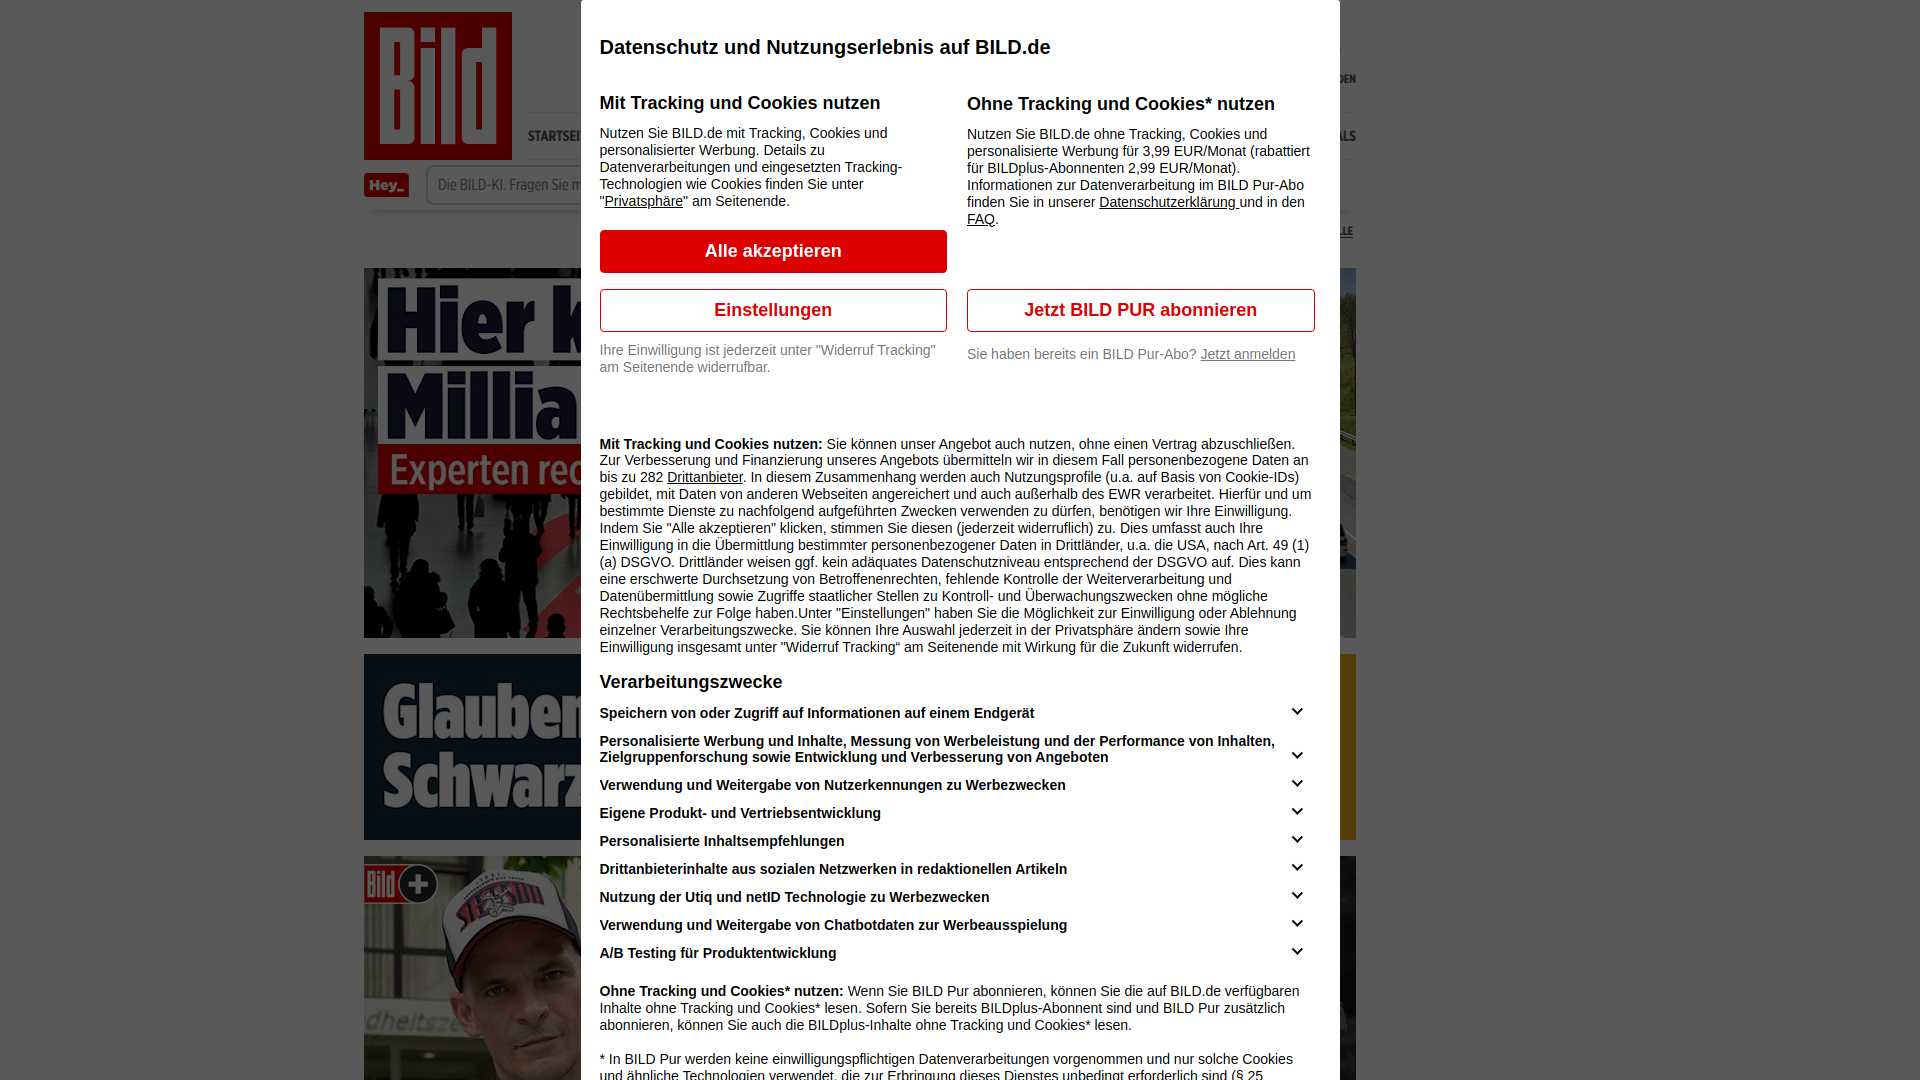 Bild
STARTSEI
Hey_
Die BILD-KI. Fragen Sie m
Hier k
Millia
Experten rec
Glauben
Schwarz
Bild +
dheitsze
DEN
ALS
LLE
Datenschutz und Nutzungserlebnis auf BILD.de
Mit Tracking und Cookies nutzen
Nutzen Sie BILD.de mit Tracking, Cookies und
personalisierter Werbung. Details zu
Datenverarbeitungen und eingesetzten Tracking-
Technologien wie Cookies finden Sie unter
"Privatsphäre" am Seitenende.
Alle akzeptieren
Einstellungen
Ihre Einwilligung ist jederzeit unter "Widerruf Tracking"
am Seitenende widerrufbar.
Ohne Tracking und Cookies* nutzen
Nutzen Sie BILD.de ohne Tracking, Cookies und
personalisierte Werbung für 3,99 EUR/Monat (rabattiert
für BILDplus-Abonnenten 2,99 EUR/Monat).
Informationen zur Datenverarbeitung im BILD Pur-Abo
finden Sie in unserer Datenschutzerklärung und in den
FAQ.
Jetzt BILD PUR abonnieren
Sie haben bereits ein BILD Pur-Abo? Jetzt anmelden
Mit Tracking und Cookies nutzen: Sie können unser Angebot auch nutzen, ohne einen Vertrag abzuschließen.
Zur Verbesserung und Finanzierung unseres Angebots übermitteln wir in diesem Fall personenbezogene Daten an
bis zu 282 Drittanbieter. In diesem Zusammenhang werden auch Nutzungsprofile (u.a. auf Basis von Cookie-IDs)
gebildet, mit Daten von anderen Webseiten angereichert und auch außerhalb des EWR verarbeitet. Hierfür und um
bestimmte Dienste zu nachfolgend aufgeführten Zwecken verwenden zu dürfen, benötigen wir Ihre Einwilligung.
Indem Sie "Alle akzeptieren" klicken, stimmen Sie diesen (jederzeit widerruflich) zu. Dies umfasst auch Ihre
Einwilligung in die Übermittlung bestimmter personenbezogener Daten in Drittländer, u.a. die USA, nach Art. 49 (1)
(a) DSGVO. Drittländer weisen ggf. kein adäquates Datenschutzniveau entsprechend der DSGVO auf. Dies kann
eine erschwerte Durchsetzung von Betroffenenrechten, fehlende Kontrolle der Weiterverarbeitung und
Datenübermittlung sowie Zugriffe staatlicher Stellen zu Kontroll- und Überwachungszwecken ohne mögliche
Rechtsbehelfe zur Folge haben.Unter "Einstellungen" haben Sie die Möglichkeit zur Einwilligung oder Ablehnung
einzelner Verarbeitungszwecke. Sie können Ihre Auswahl jederzeit in der Privatsphäre ändern sowie Ihre
Einwilligung insgesamt unter "Widerruf Tracking“ am Seitenende mit Wirkung für die Zukunft widerrufen.
Verarbeitungszwecke
Speichern von oder Zugriff auf Informationen auf einem Endgerät
Personalisierte Werbung und Inhalte, Messung von Werbeleistung und der Performance von Inhalten,
Zielgruppenforschung sowie Entwicklung und Verbesserung von Angeboten
Verwendung und Weitergabe von Nutzerkennungen zu Werbezwecken
Eigene Produkt- und Vertriebsentwicklung
Personalisierte Inhaltsempfehlungen
Drittanbieterinhalte aus sozialen Netzwerken in redaktionellen Artikeln
Nutzung der Utiq und netID Technologie zu Werbezwecken
Verwendung und Weitergabe von Chatbotdaten zur Werbeausspielung
A/B Testing für Produktentwicklung
Ohne Tracking und Cookies* nutzen: Wenn Sie BILD Pur abonnieren, können Sie die auf BILD.de verfügbaren
Inhalte ohne Tracking und Cookies* lesen. Sofern Sie bereits BILDplus-Abonnent sind und BILD Pur zusätzlich
abonnieren, können Sie auch die BILDplus-Inhalte ohne Tracking und Cookies* lesen.
* In BILD Pur werden keine einwilligungspflichtigen Datenverarbeitungen vorgenommen und nur solche Cookies
und ähnliche Technologien verwendet, die zur Erbringung dieses Dienstes unbedingt erforderlich sind (§ 25